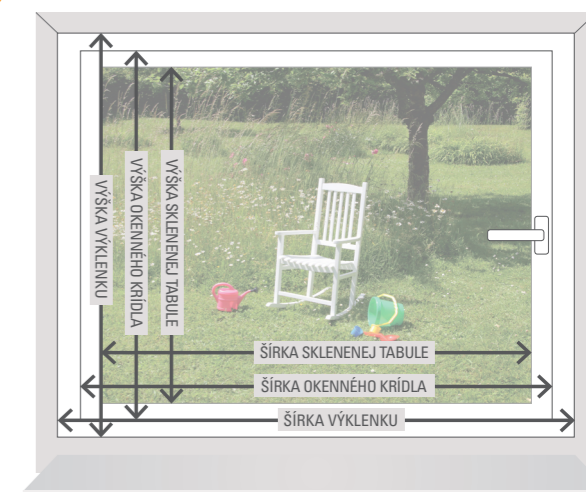 VÝŠKA VÝKLENKU
VÝŠKA OKENNÉHO KRÍDLA
VÝŠKA SKLENENEJ TABULE
ŠÍRKA SKLENENEJ TABULE
ŠÍRKA OKENNÉHO KRÍDLA
ŠÍRKA VÝKLENKU